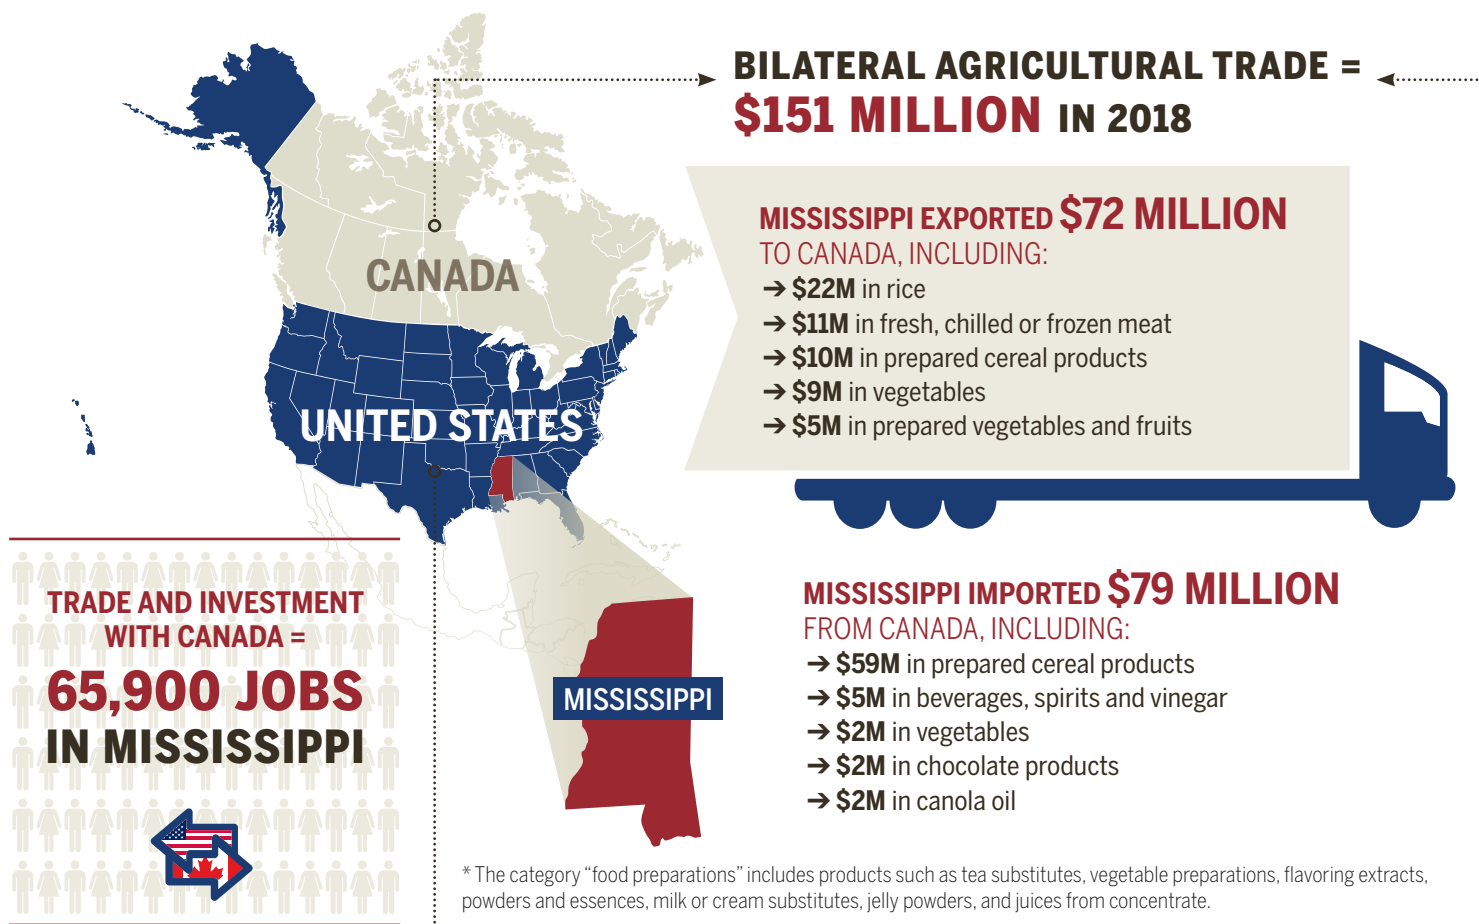 BILATERAL AGRICULTURAL TRADE =
$151 MILLION IN 2018
CANADA
UNITED STATES
MISSISSIPPI EXPORTED $72 MILLION
TO CANADA, INCLUDING:
➔ $22M in rice
➔ $11M in fresh, chilled or frozen meat
➔ $10M in prepared cereal products
➔ $9M in vegetables
➔ $5M in prepared vegetables and fruits
TRADE AND INVESTMENT
WITH CANADA =
65,900 JOBS
IN MISSISSIPPI
MISSISSIPPI
MISSISSIPPI IMPORTED $79 MILLION
FROM CANADA, INCLUDING:
➔ $59M in prepared cereal products
➔ $5M in beverages, spirits and vinegar
➔ $2M in vegetables
➔ $2M in chocolate products
➔ $2M in canola oil
* The category “food preparations” includes products such as tea substitutes, vegetable preparations, flavoring extracts,
powders and essences, milk or cream substitutes, jelly powders, and juices from concentrate.